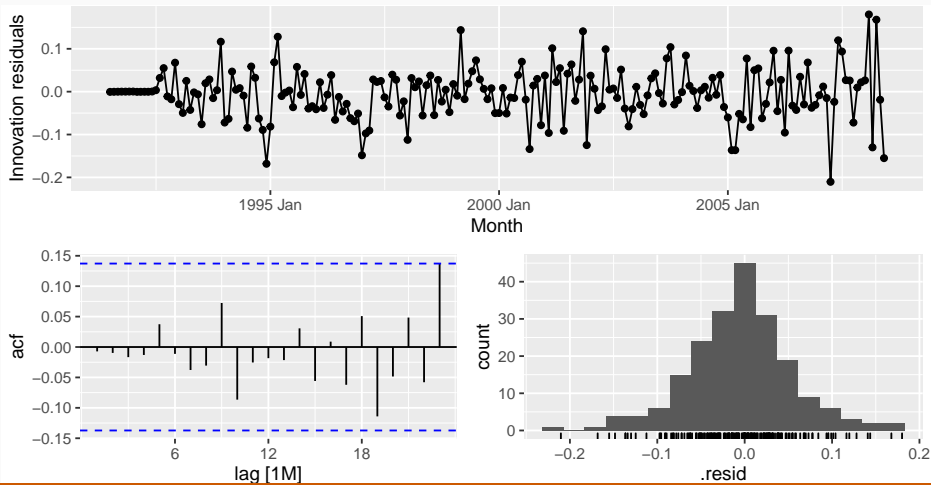 Innovation residuals
0.1
0.0
−0.1
−0.2
1995 Jan
2000 Jan
2005 Jan
Month
acf
0.15
0.10
0.05
0.00
−0.05
−0.10
−0.15
6
12
18
lag [1M]
count
40
30
20
10
0
−0.2
−0.1
0.0
0.1
0.2
.resid